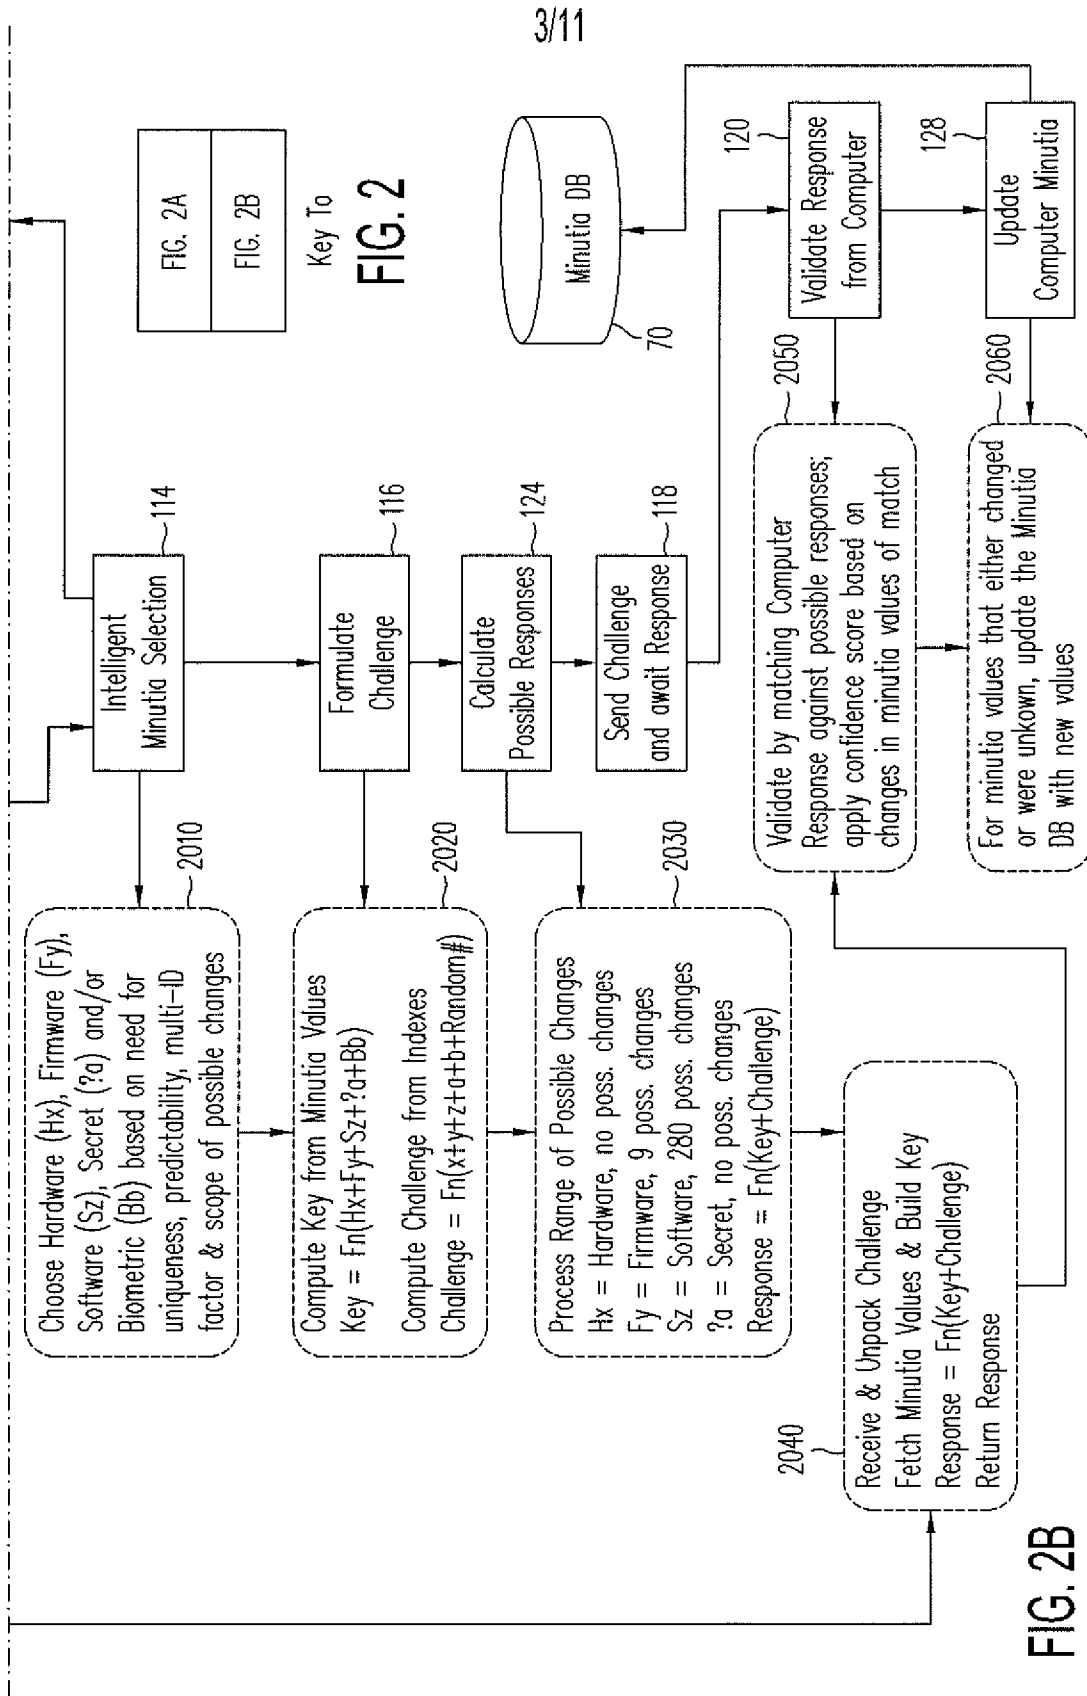 3/11
FIG. 2A
FIG. 2B
Key To
FIG. 2
Minutia DB
70
Intelligent
Minutia Selection
114
Formulate
Challenge
116
Calculate
Possible Responses
124
Send Challenge
and await Response
118
Validate Response
from Computer
120
Update
Computer Minutia
128
Choose Hardware (Hx), Firmware (Fy),
Software (Sz), Secret (?a) and/or
Biometric (Bb) based on need for
uniqueness, predictability, multi-ID
factor & scope of possible changes
2010
Compute Key from Minutia Values
Key = Fn(Hx+Fy+Sz+?a+Bb)
Compute Challenge from Indexes
Challenge = Fn(x+y+z+a+b+Random#)
2020
Process Range of Possible Changes
Hx = Hardware, no poss. changes
Fy = Firmware, 9 poss. changes
Sz = Software, 280 poss. changes
?a = Secret, no poss. changes
Response = Fn(Key+Challenge)
2030
2040
Receive & Unpack Challenge
Fetch Minutia Values & Build Key
Response = Fn(Key+Challenge)
Return Response
Validate by matching Computer
Response against possible responses;
apply confidence score based on
changes in minutia values of match
2050
For minutia values that either changed
or were unkown, update the Minutia
DB with new values
2060
FIG. 2B